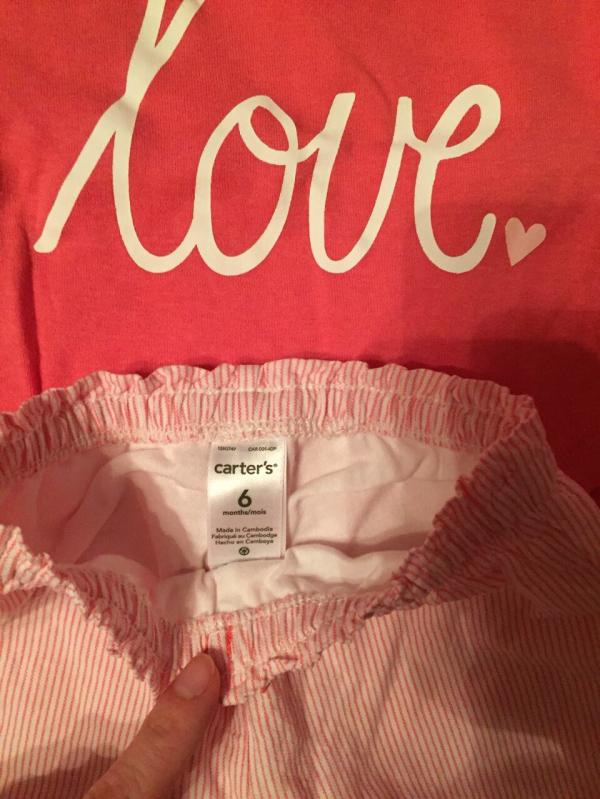 love.
carter's®
6
months/mois
Made in Cambodia
Fabriqué au Cambodge
Hecho en Camboya